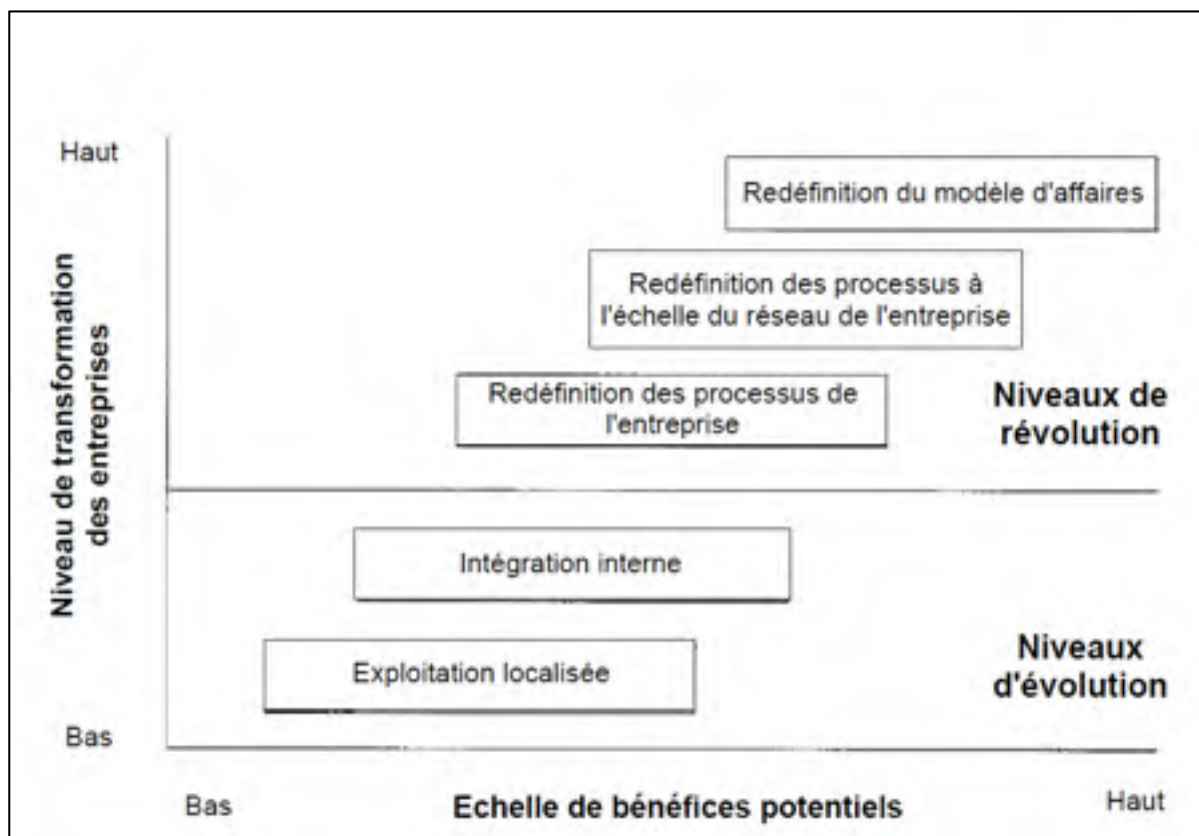 Haut
Redéfinition du modèle d'affaires
Redéfinition des processus à
l'échelle du réseau de l'entreprise
Redéfinition des processus de
l'entreprise
Niveaux de
révolution
Niveau de transformation
des entreprises
Intégration interne
Exploitation localisée
Niveaux
d'évolution
Bas
Bas
Echelle de bénéfices potentiels
Haut